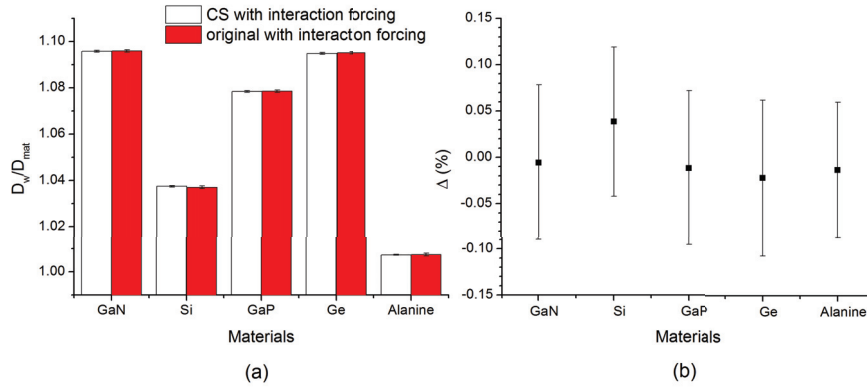 CS with interaction forcing
original with interacton forcing
1.10
1.08
1.06
1.04
1.02
1.00
D_w/D_mat
GaN Si GaP Ge Alanine
Materials
(a)
0.15
0.10
0.05
0.00
-0.05
-0.10
-0.15
Δ (%)
GaN Si GaP Ge Alanine
Materials
(b)